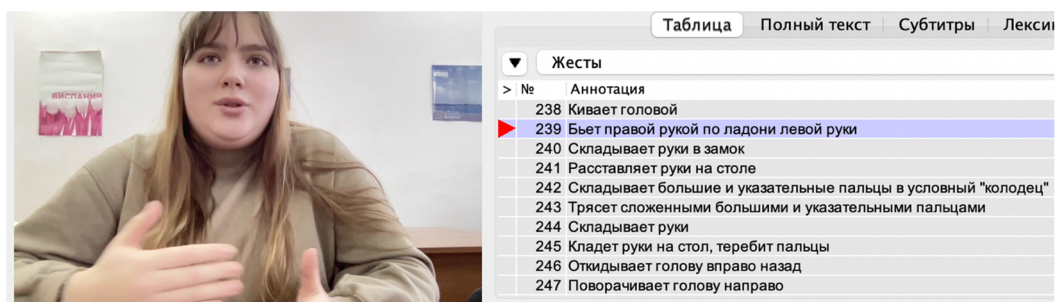 Таблица Полный текст Субтитры
Жесты
> № Аннотация
238 Кивает головой
239 Бьет правой рукой по ладони левой руки
240 Складывает руки в замок
241 Расставляет руки на столе
242 Складывает большие и указательные пальцы в условный "колодец"
243 Трясет сложенными большими и указательными пальцами
244 Складывает руки
245 Кладет руки на стол, теребит пальцы
246 Откидывает голову вправо назад
247 Поворачивает голову направо